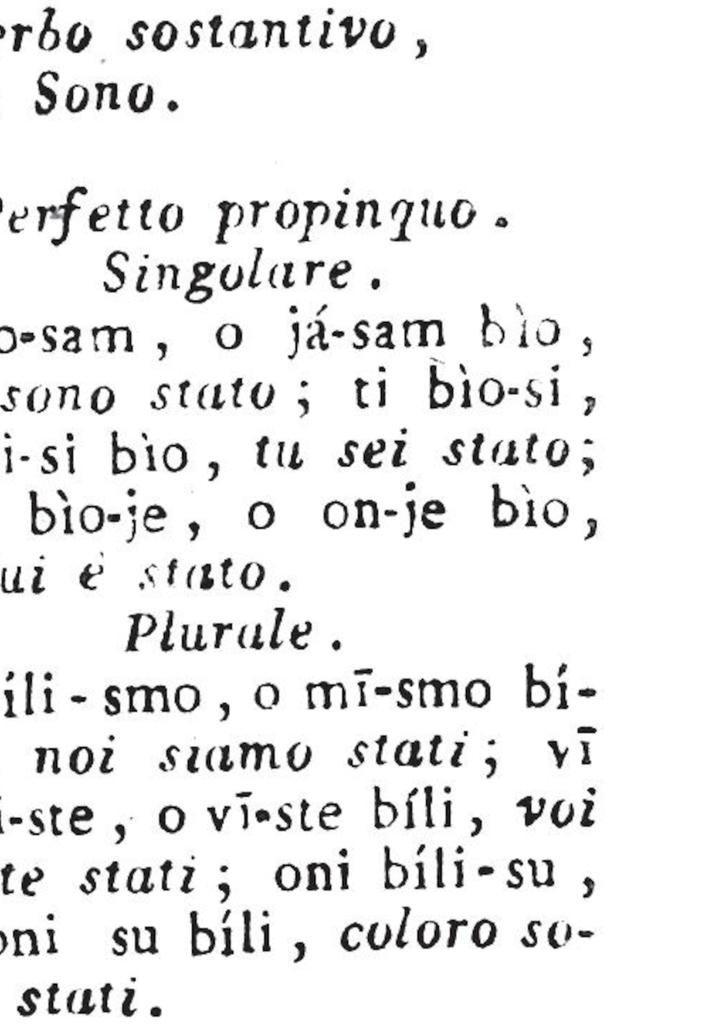 erbo sostantivo ,
Sono .
Perfetto propinquo .
Singolare .
o-sam , o já-sam bìo ,
sono stato ; ti bìo-si ,
i-si bìo , tu sei stato ;
bìo-je , o on-je bìo ,
ui è stato .
Plurale .
íli - smo , o mī-smo bí-
noi siamo stati ; vī
i-ste , o vī-ste bíli , voi
te stati ; oni bíli-su ,
oni su bíli , coloro so-
stati .